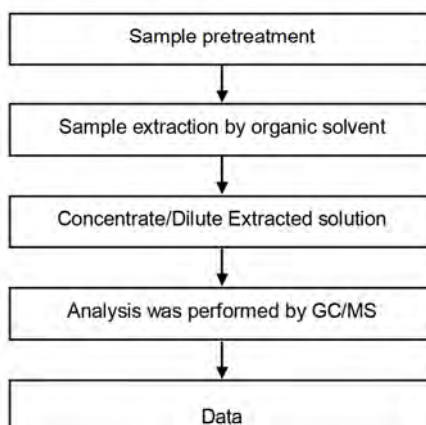 Sample pretreatment
Sample extraction by organic solvent
Concentrate/Dilute Extracted solution
Analysis was performed by GC/MS
Data